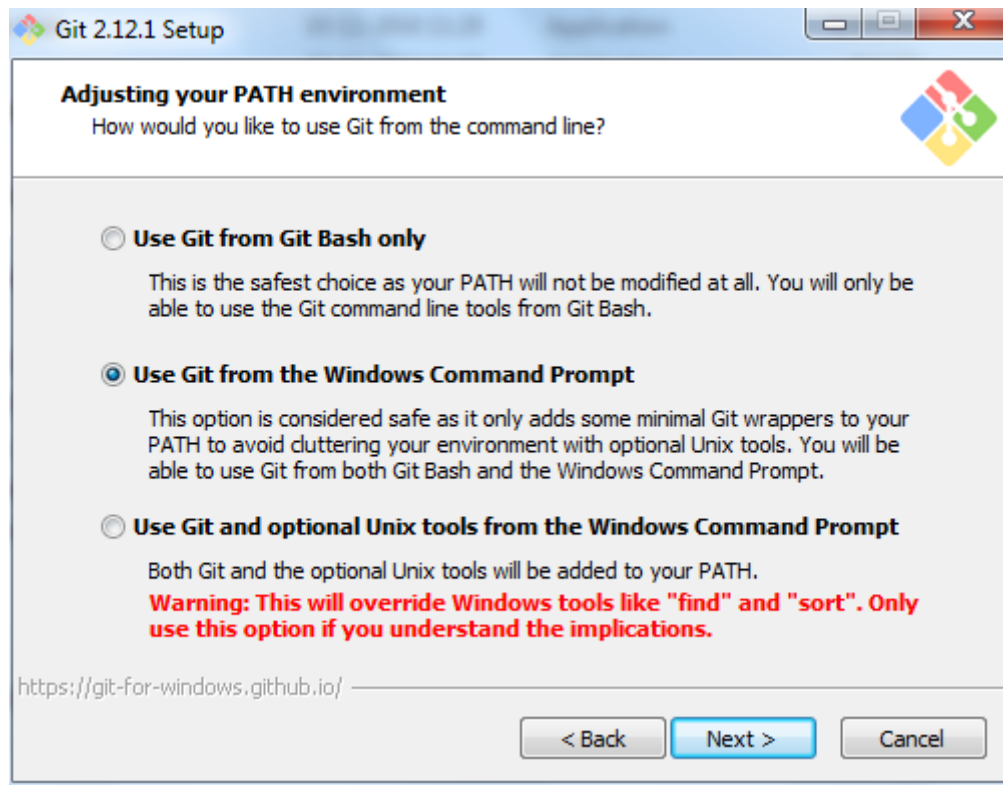 Git 2.12.1 Setup
Adjusting your PATH environment
How would you like to use Git from the command line?
Use Git from Git Bash only
This is the safest choice as your PATH will not be modified at all. You will only be
able to use the Git command line tools from Git Bash.
Use Git from the Windows Command Prompt
This option is considered safe as it only adds some minimal Git wrappers to your
PATH to avoid cluttering your environment with optional Unix tools. You will be
able to use Git from both Git Bash and the Windows Command Prompt.
Use Git and optional Unix tools from the Windows Command Prompt
Both Git and the optional Unix tools will be added to your PATH.
Warning: This will override Windows tools like "find" and "sort". Only
use this option if you understand the implications.
https://git-for-windows.github.io/
< Back Next > Cancel